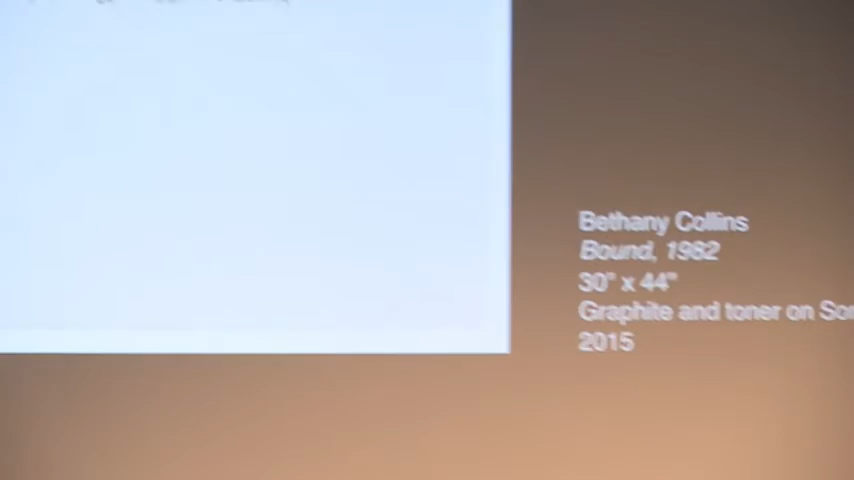 Bethany Collins
Bound, 1982
30" x 44"
Graphite and toner on
2015